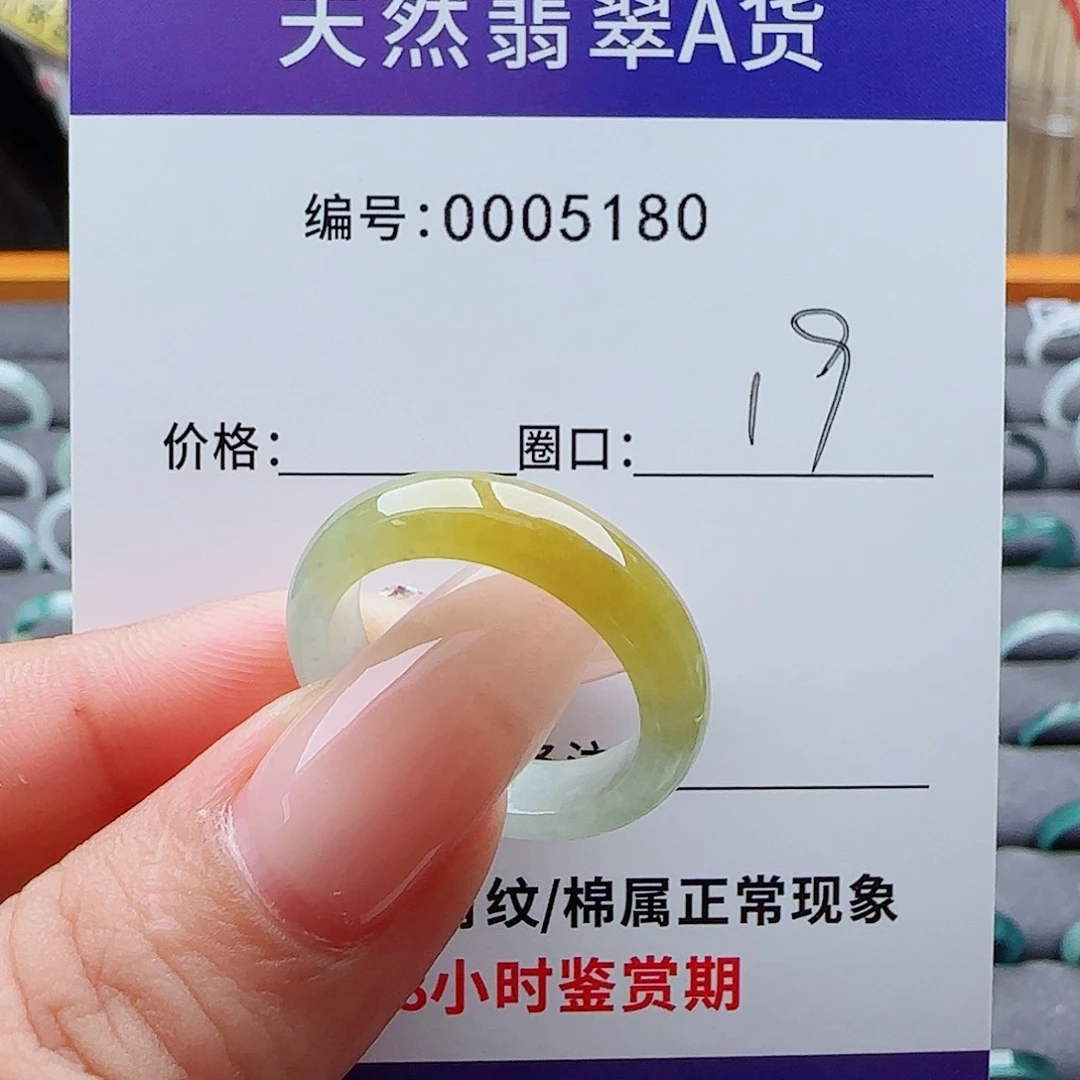 天然翡翠A货
编号:0005180
价格: 圈口: 19
纹/棉属正常现象
小时鉴赏期